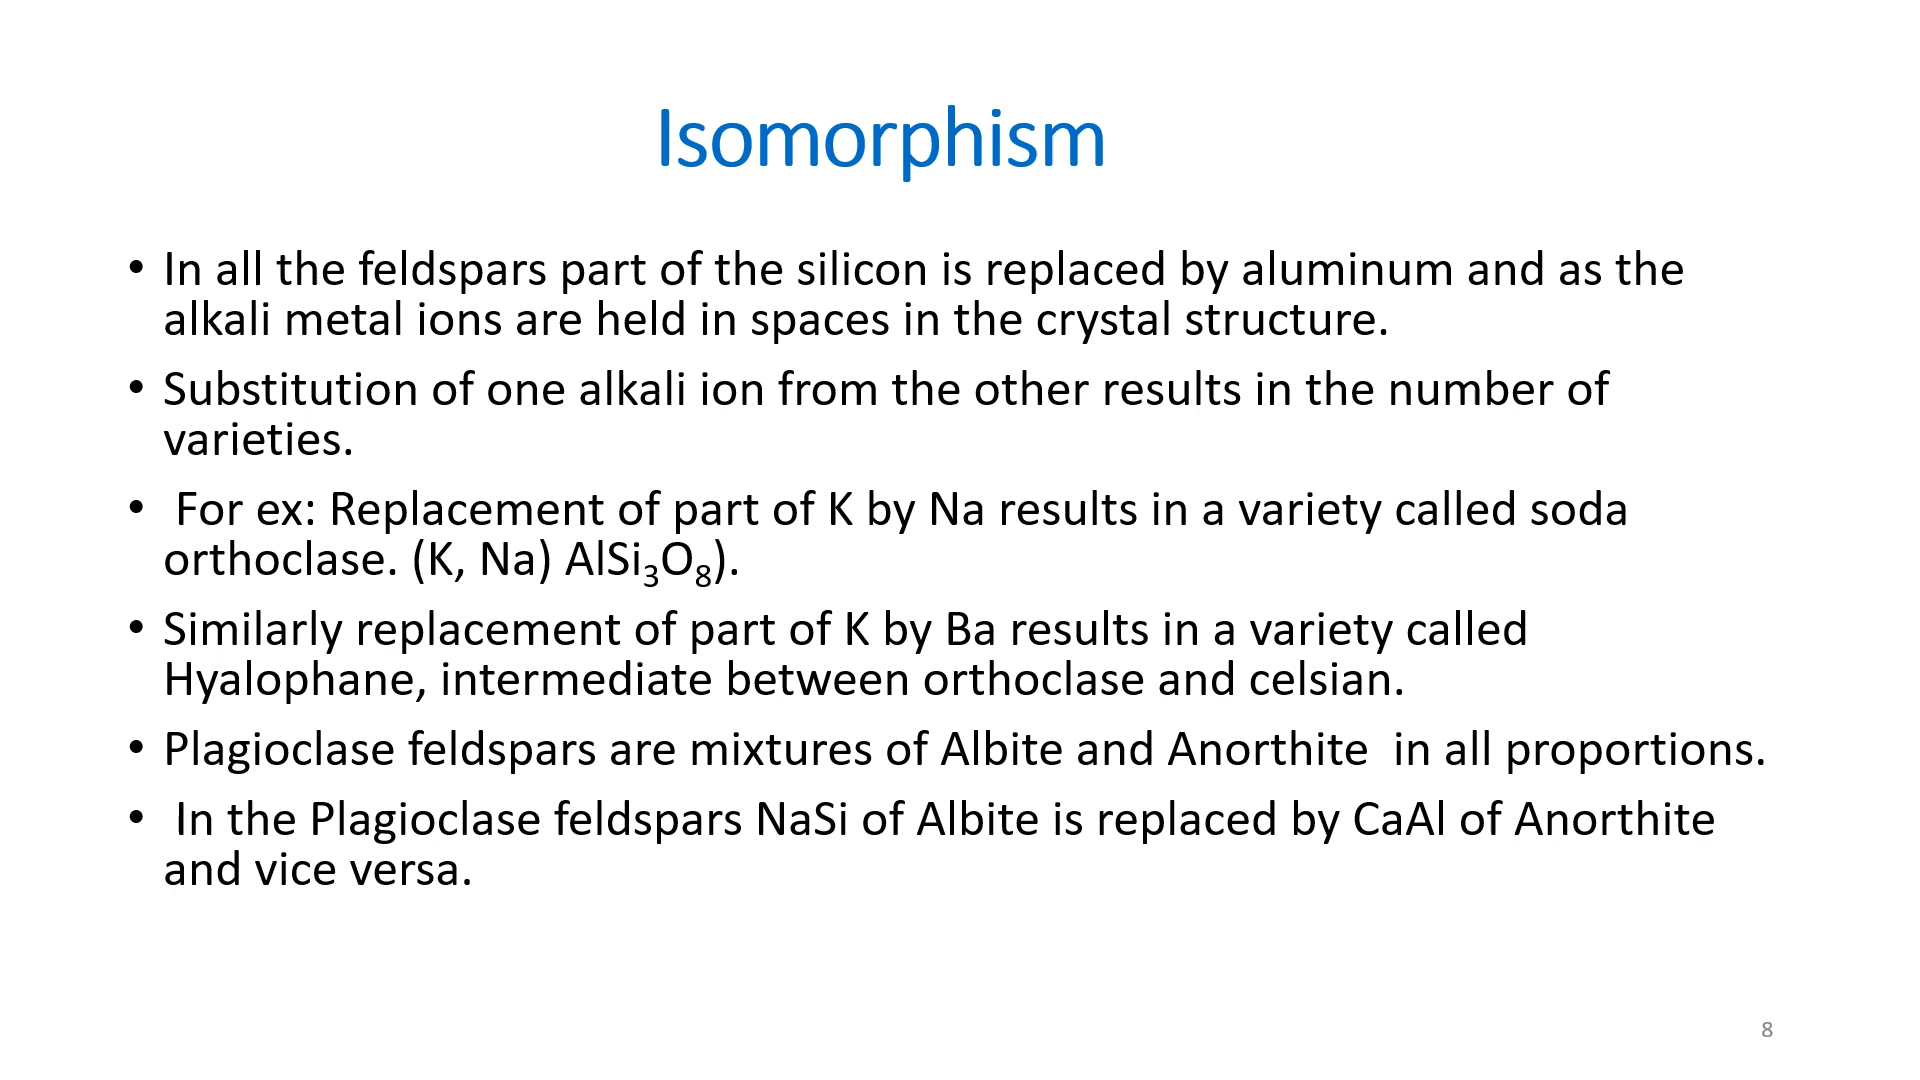 Isomorphism
• In all the feldspars part of the silicon is replaced by aluminum and as the
alkali metal ions are held in spaces in the crystal structure.
• Substitution of one alkali ion from the other results in the number of
varieties.
• For ex: Replacement of part of K by Na results in a variety called soda
orthoclase. (K, Na) AlSi₃O₈).
• Similarly replacement of part of K by Ba results in a variety called
Hyalophane, intermediate between orthoclase and celsian.
• Plagioclase feldspars are mixtures of Albite and Anorthite  in all proportions.
• In the Plagioclase feldspars NaSi of Albite is replaced by CaAl of Anorthite
and vice versa.
8